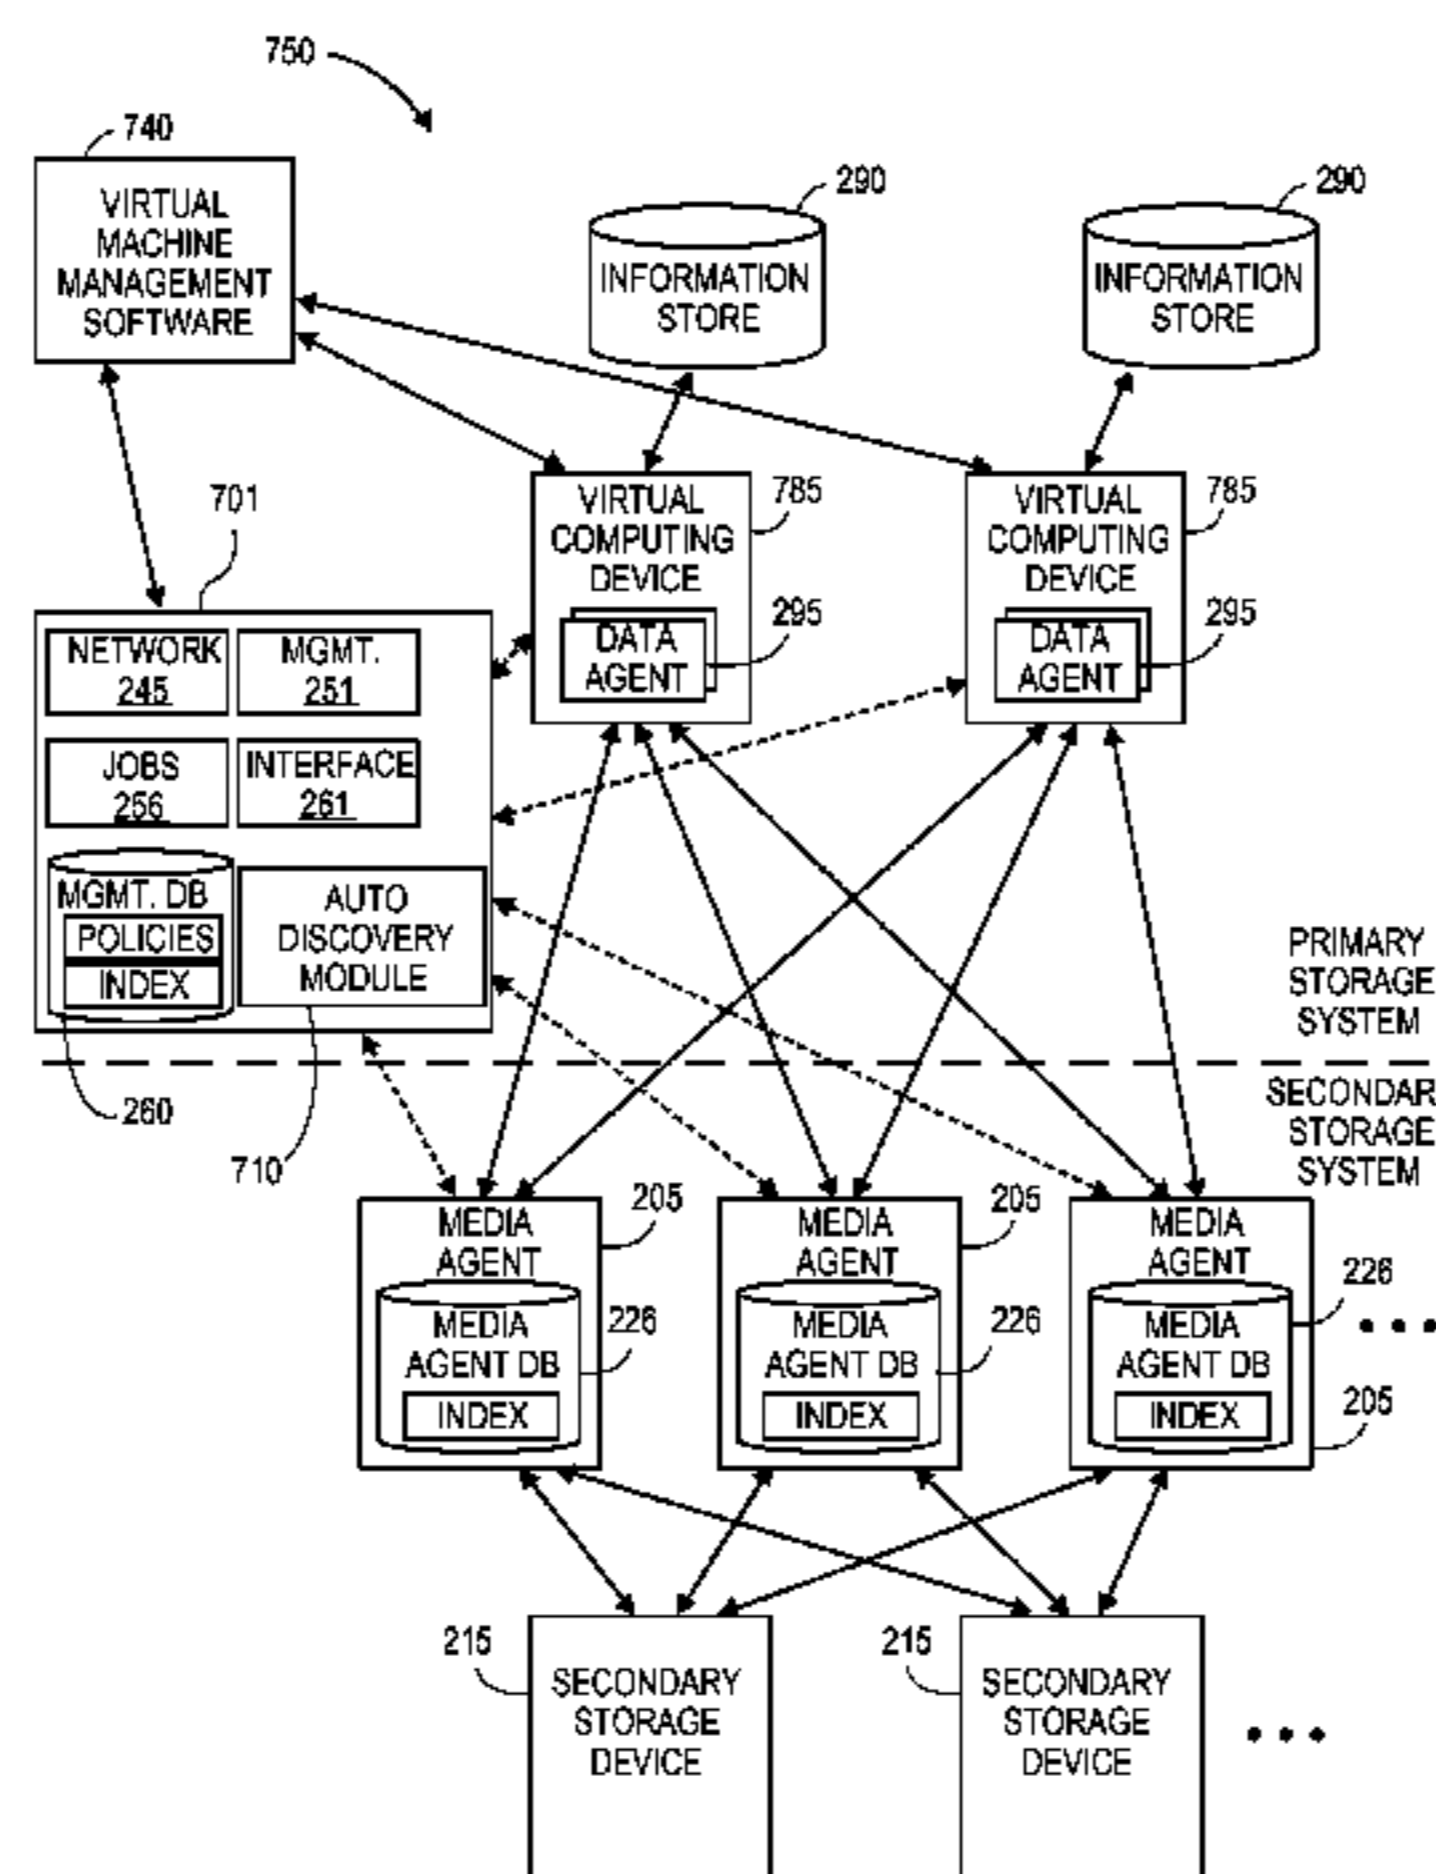 750
740
VIRTUAL
MACHINE
MANAGEMENT
SOFTWARE
290
INFORMATION
STORE
290
INFORMATION
STORE
701
785
VIRTUAL
COMPUTING
DEVICE
295
DATA
AGENT
785
VIRTUAL
COMPUTING
DEVICE
295
DATA
AGENT
NETWORK
245
MGMT.
251
JOBS
256
INTERFACE
261
MGMT. DB
POLICIES
INDEX
AUTO
DISCOVERY
MODULE
260
710
PRIMARY
STORAGE
SYSTEM
SECONDAR
STORAGE
SYSTEM
205
MEDIA
AGENT
226
MEDIA
AGENT DB
INDEX
205
MEDIA
AGENT
226
MEDIA
AGENT DB
INDEX
MEDIA
AGENT
226
MEDIA
AGENT DB
INDEX
205
• • •
215
SECONDARY
STORAGE
DEVICE
215
SECONDARY
STORAGE
DEVICE
• • •